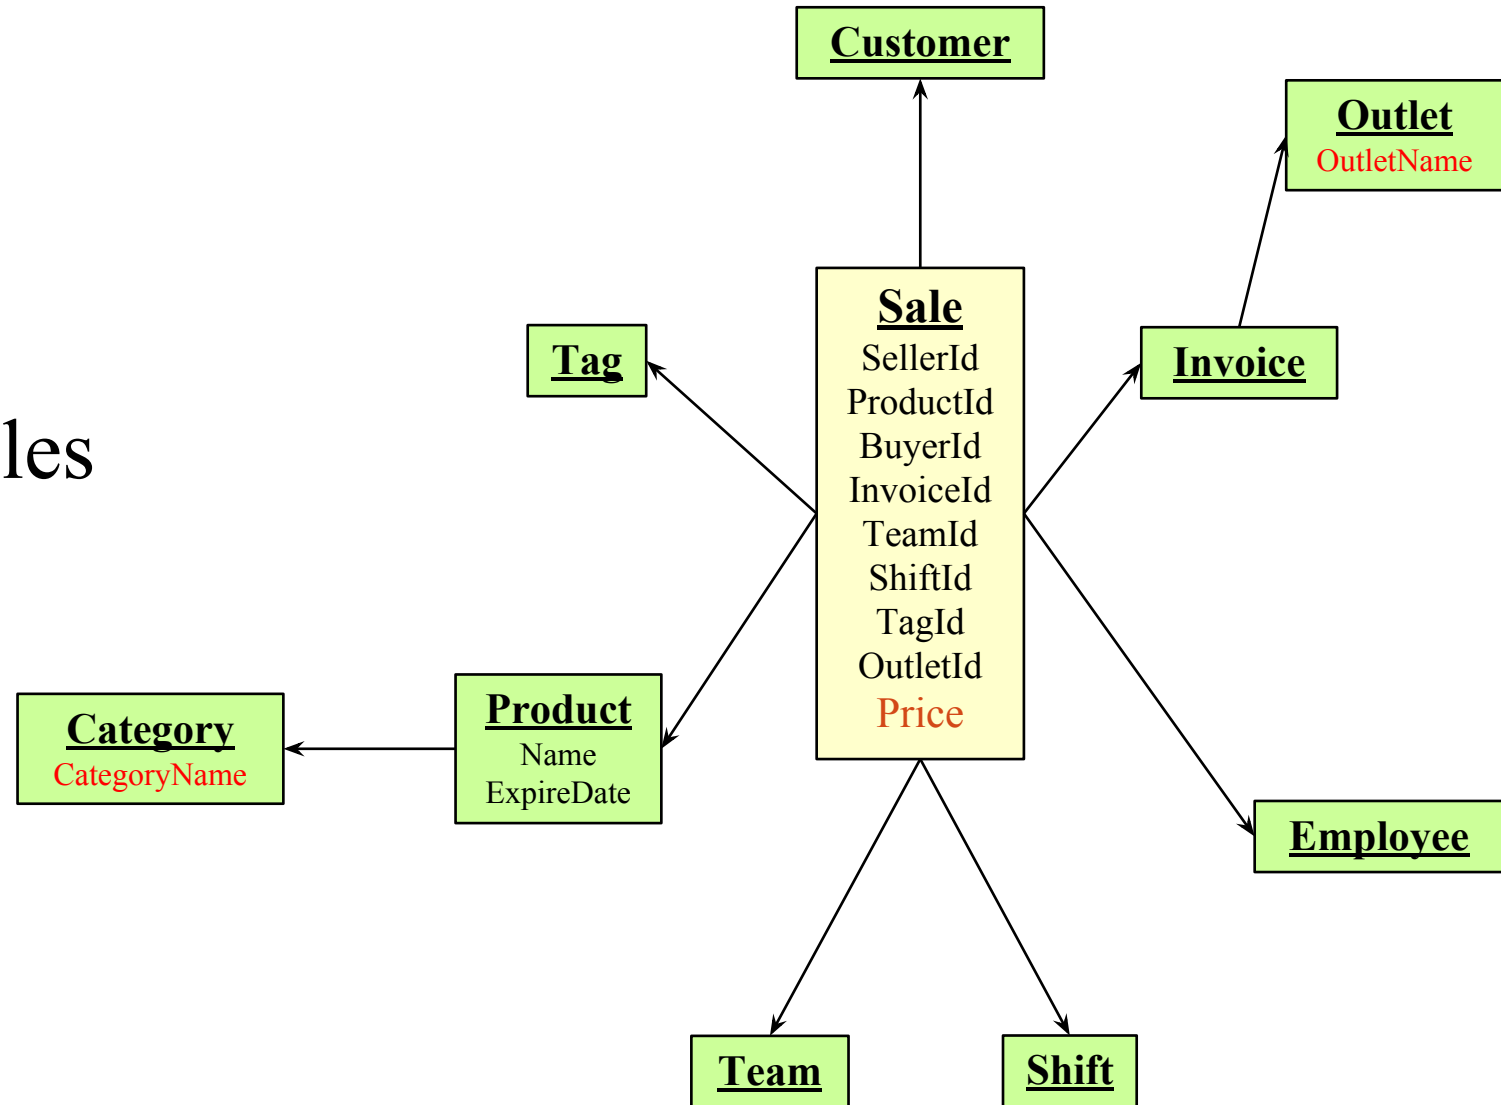 Customer
Outlet
OutletName
Sale
SellerId
ProductId
BuyerId
InvoiceId
TeamId
ShiftId
TagId
OutletId
Price
Tag
Invoice
les
Category
CategoryName
Product
Name
ExpireDate
Employee
Team
Shift